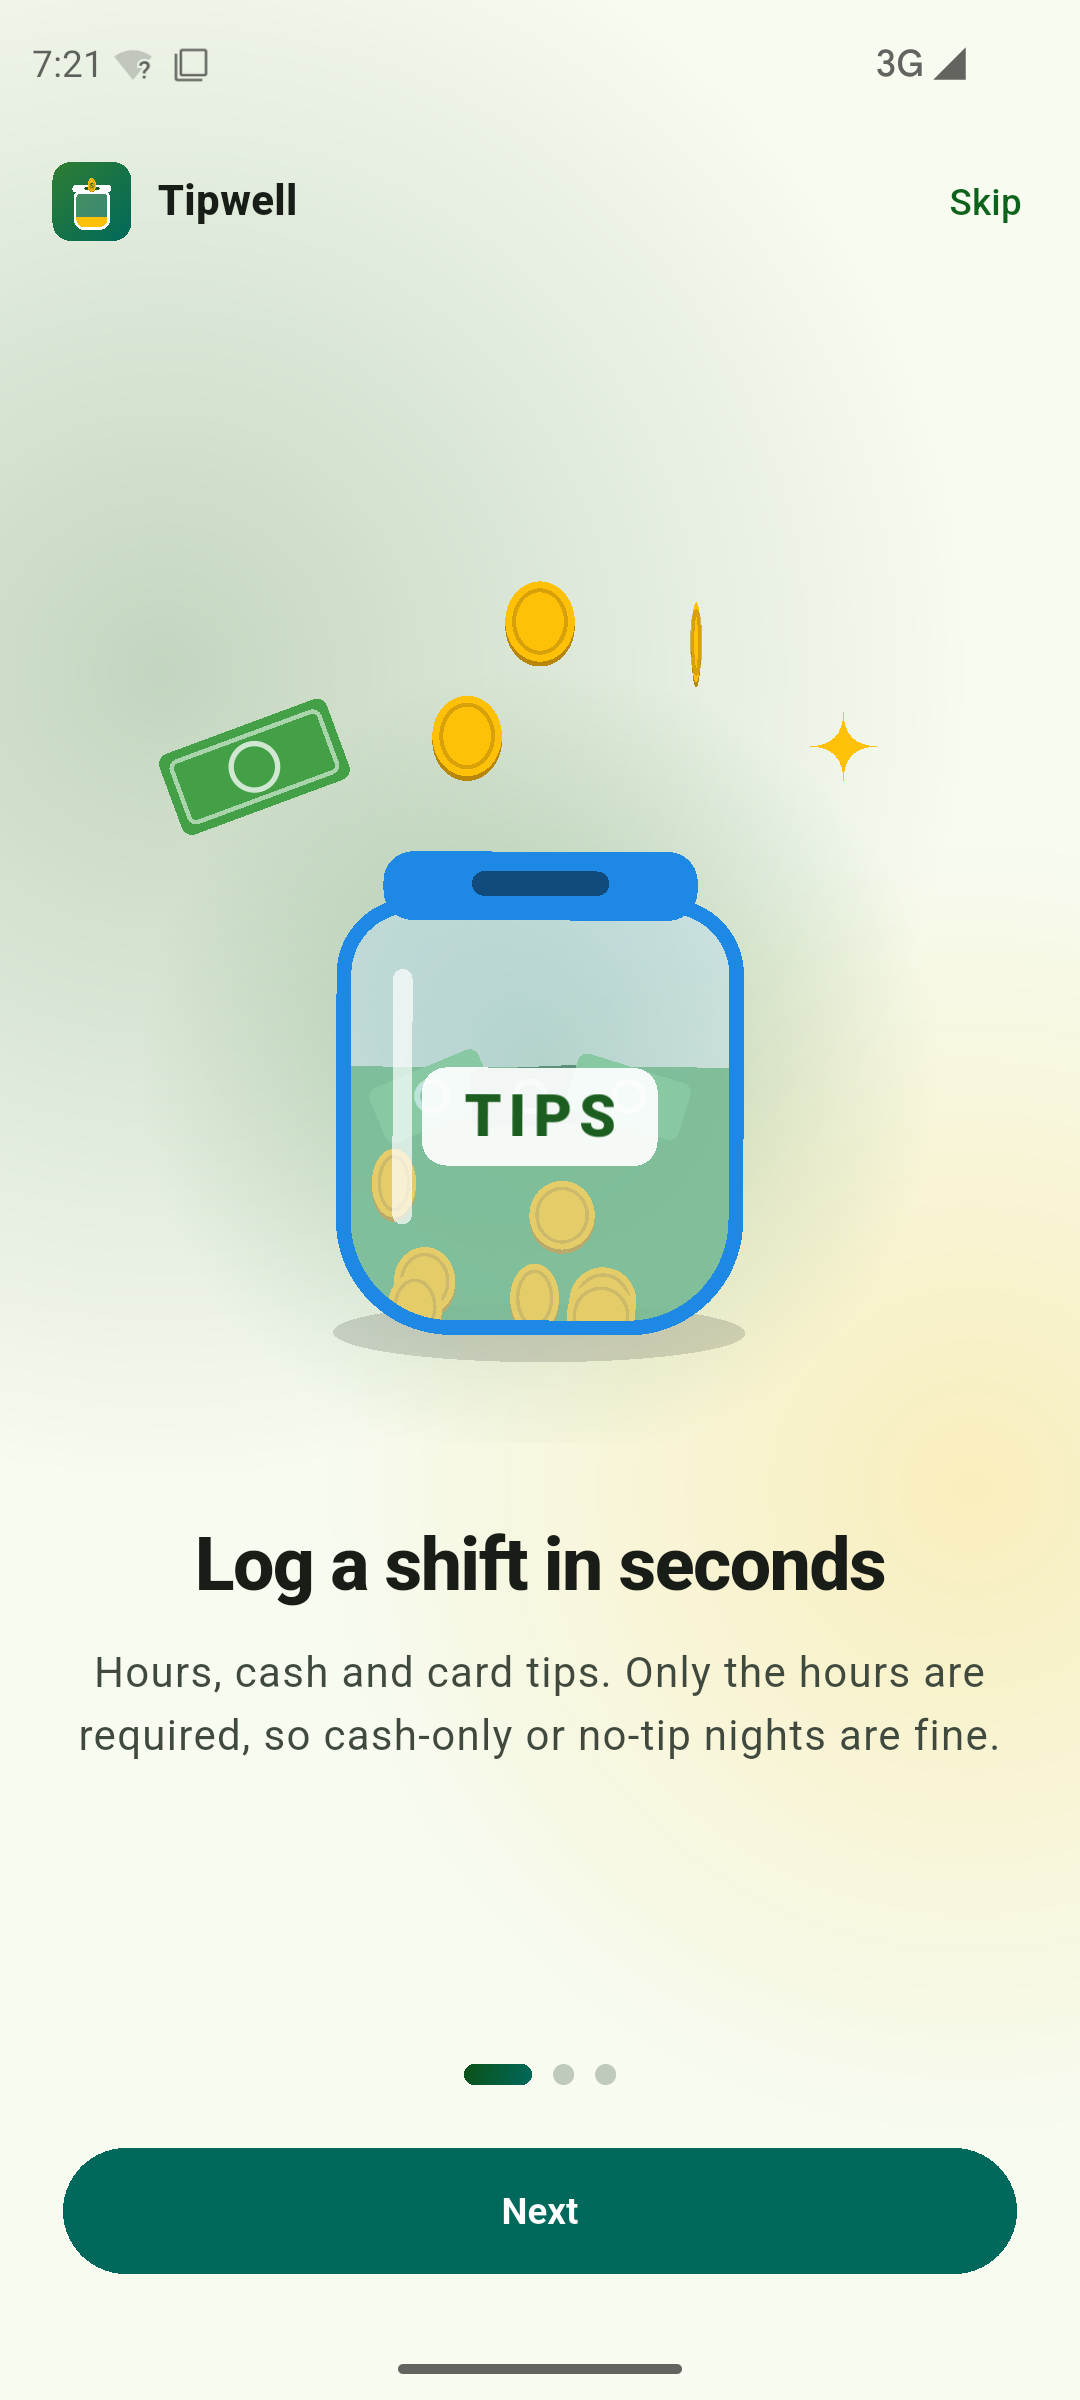 7:21
3G
Tipwell
Skip
TIPS
Log a shift in seconds
Hours, cash and card tips. Only the hours are
required, so cash-only or no-tip nights are fine.
Next